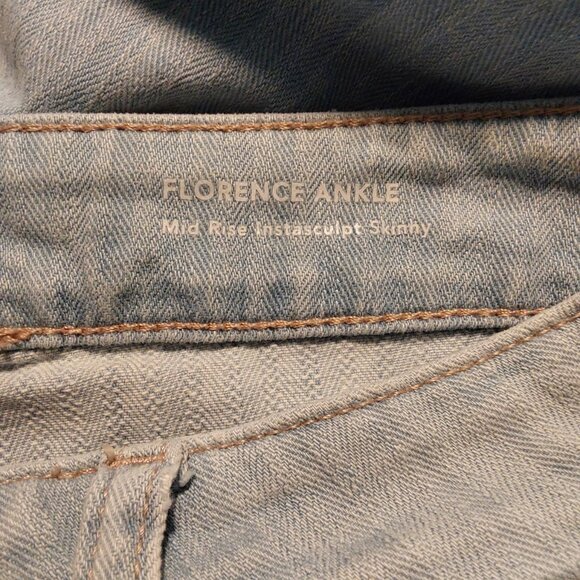 FLORENCE ANKLE
Mid Rise Instasculpt Skinny